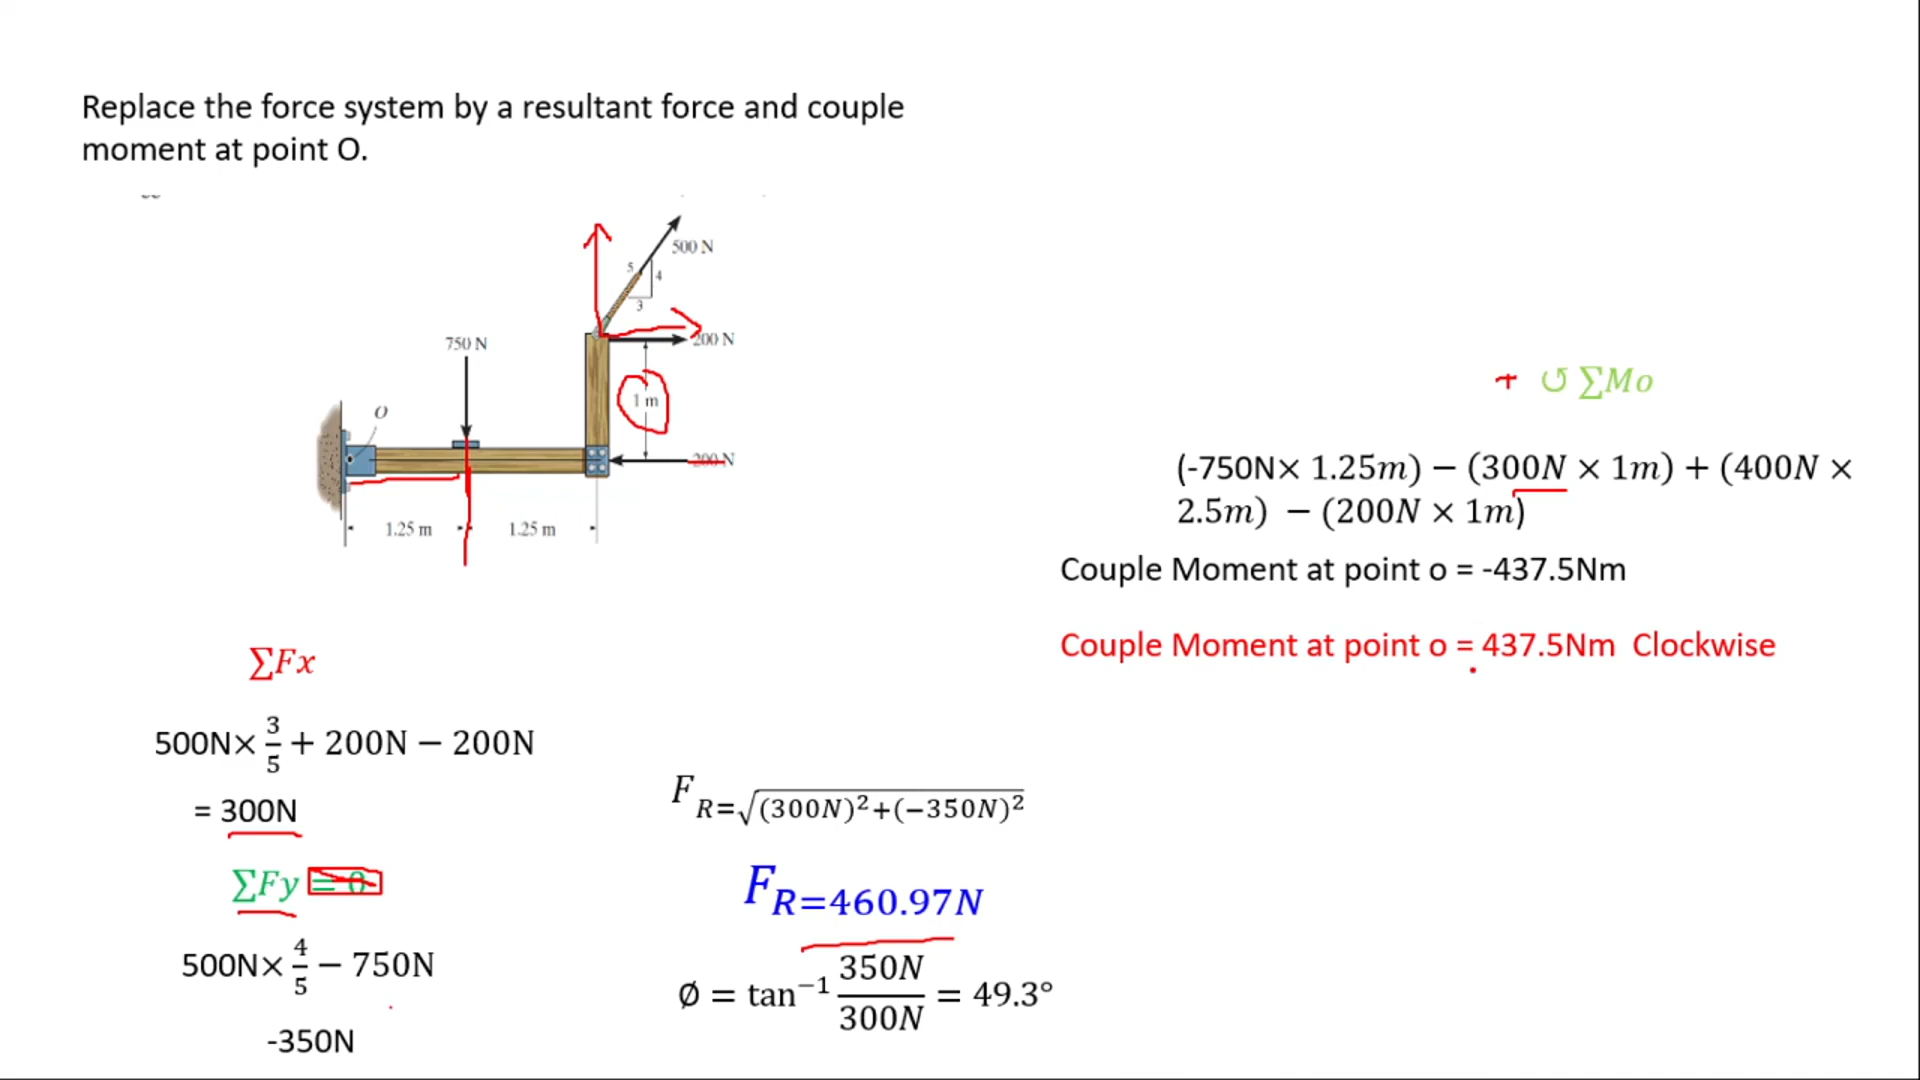 Replace the force system by a resultant force and couple
moment at point O.
500 N
5
4
3
750 N
200 N
O
1 m
200 N
1.25 m
1.25 m
+ ↺ ∑Mo
(-750N× 1.25m) − (300N × 1m) + (400N ×
2.5m) − (200N × 1m)
Couple Moment at point o = -437.5Nm
Couple Moment at point o = 437.5Nm Clockwise
∑Fx
500N× 3/5 + 200N − 200N
= 300N
∑Fy = 0
500N× 4/5 − 750N
-350N
F R=√(300N)²+(−350N)²
F R=460.97N
∅ = tan⁻¹ 350N/300N = 49.3°